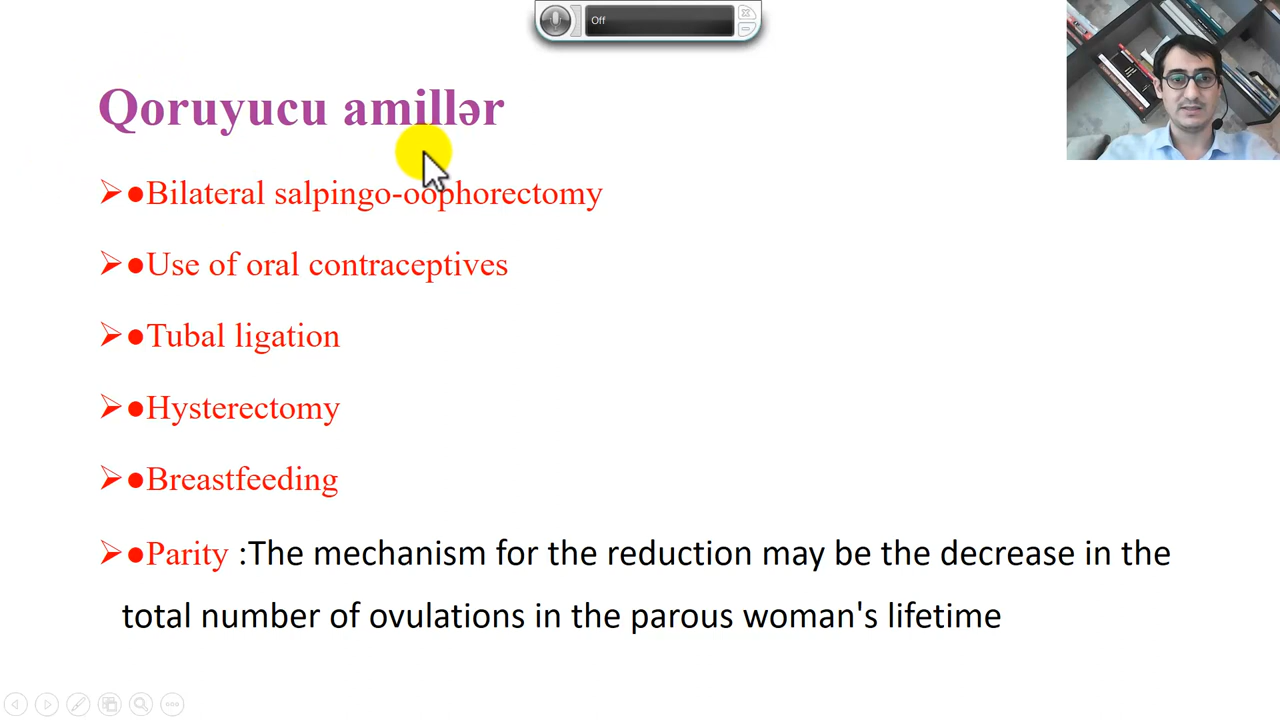 Off
Qoruyucu amillər
➢●Bilateral salpingo-oophorectomy
➢●Use of oral contraceptives
➢●Tubal ligation
➢●Hysterectomy
➢●Breastfeeding
➢●Parity :The mechanism for the reduction may be the decrease in the
total number of ovulations in the parous woman's lifetime